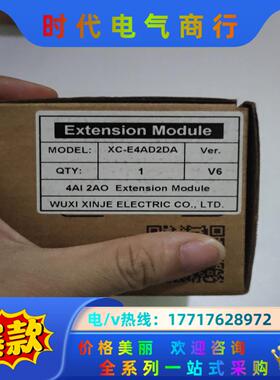 时代电气商行
Extension Module
MODEL: XC-E4AD2DA Ver.
QTY: 1 V6
4AI 2AO Extension Module
WUXI XINJE ELECTRIC CO., LTD.
爆款
电/v热线：17717628972
价格美丽 欢迎咨询
全系列一站式采购